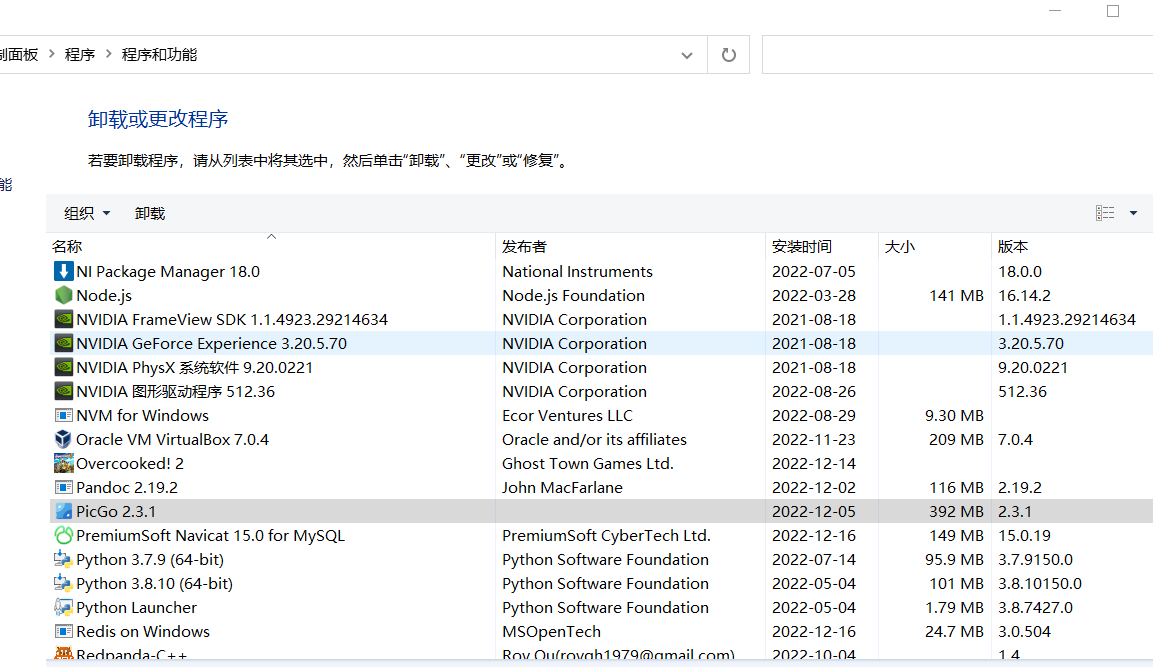 制面板 > 程序 > 程序和功能
卸载或更改程序
若要卸载程序，请从列表中将其选中，然后单击“卸载”、“更改”或“修复”。
能
组织 卸载
名称 发布者 安装时间 大小 版本
NI Package Manager 18.0 National Instruments 2022-07-05 18.0.0
Node.js Node.js Foundation 2022-03-28 141 MB 16.14.2
NVIDIA FrameView SDK 1.1.4923.29214634 NVIDIA Corporation 2021-08-18 1.1.4923.29214634
NVIDIA GeForce Experience 3.20.5.70 NVIDIA Corporation 2021-08-18 3.20.5.70
NVIDIA PhysX 系统软件 9.20.0221 NVIDIA Corporation 2021-08-18 9.20.0221
NVIDIA 图形驱动程序 512.36 NVIDIA Corporation 2022-08-26 512.36
NVM for Windows Ecor Ventures LLC 2022-08-29 9.30 MB
Oracle VM VirtualBox 7.0.4 Oracle and/or its affiliates 2022-11-23 209 MB 7.0.4
Overcooked! 2 Ghost Town Games Ltd. 2022-12-14
Pandoc 2.19.2 John MacFarlane 2022-12-02 116 MB 2.19.2
PicGo 2.3.1 2022-12-05 392 MB 2.3.1
PremiumSoft Navicat 15.0 for MySQL PremiumSoft CyberTech Ltd. 2022-12-16 149 MB 15.0.19
Python 3.7.9 (64-bit) Python Software Foundation 2022-07-14 95.9 MB 3.7.9150.0
Python 3.8.10 (64-bit) Python Software Foundation 2022-05-04 101 MB 3.8.10150.0
Python Launcher Python Software Foundation 2022-05-04 1.79 MB 3.8.7427.0
Redis on Windows MSOpenTech 2022-12-16 24.7 MB 3.0.504
Redpanda-C++ Roy Qu(royqh1979@gmail.com) 2022-10-04 1.4